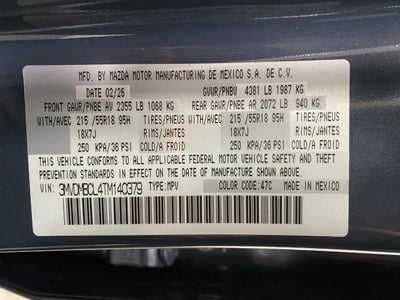 MFD. BY MAZDA MOTOR MANUFACTURING DE MEXICO S.A. DE C.V.
DATE 02/26 GVWR/PNBV 4381 LB 1987 KG
FRONT GAWR/PNBE AV 2355 LB 1068 KG REAR GAWR/PNBE AR 2072 LB 940 KG
WITH/AVEC 215 /55R18 95H TIRES/PNEUS WITH/AVEC 215 /55R18 95H TIRES/PNEUS
18X7J RIMS/JANTES 18X7J RIMS/JANTES
250 KPA/36 PSI COLD/A FROID 250 KPA/36 PSI COLD/A FROID
THIS VEHICLE CONFORMS TO ALL APPLICABLE FEDERAL MOTOR VEHICLE SAFETY AND
THEFT PREVENTION STANDARDS IN EFFECT ON THE DATE OF MANUFACTURE SHOWN ABOVE.
VIN: 3MVDMBCL4TM140379 TYPE:MPV COLOR CODE:47C MADE IN MEXICO